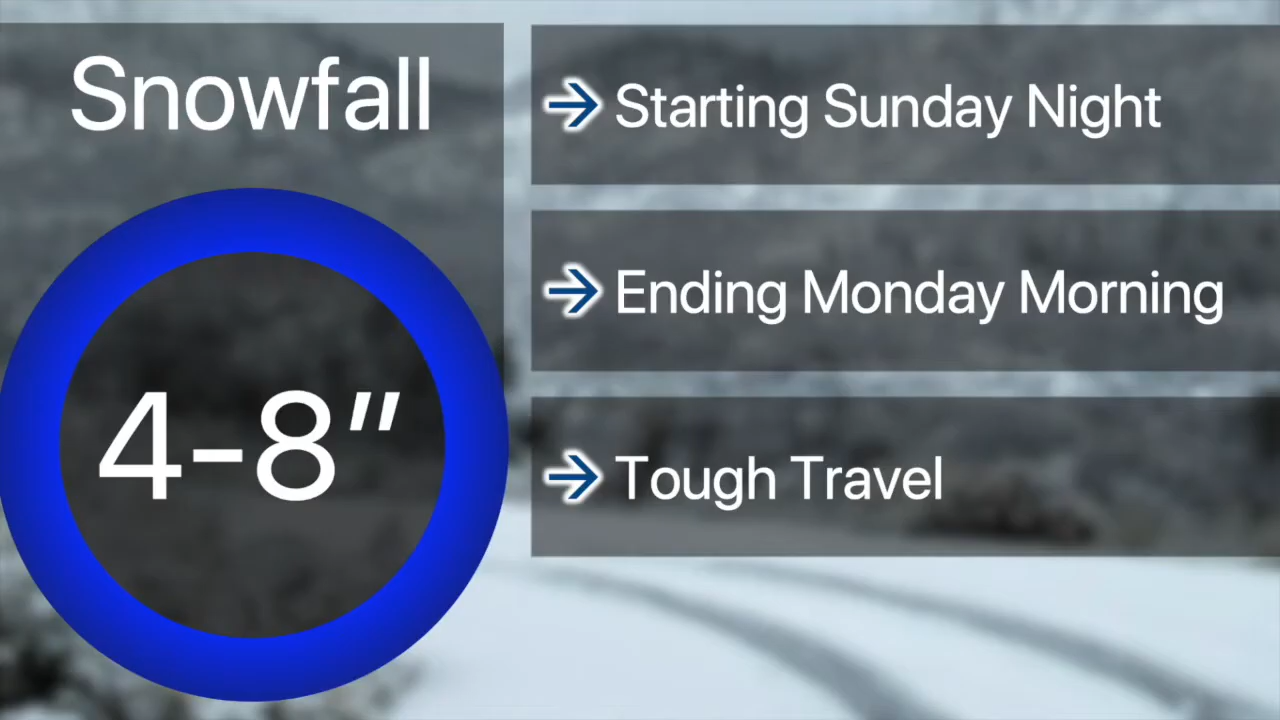 Snowfall
4-8"
Starting Sunday Night
Ending Monday Morning
Tough Travel